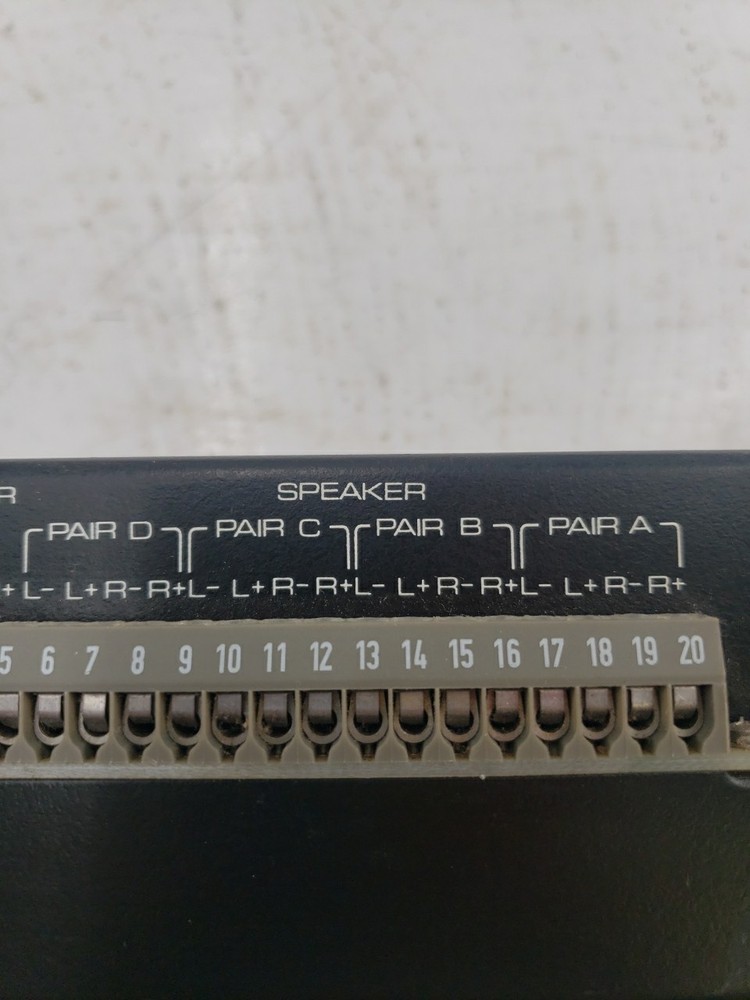 R SPEAKER
PAIR D PAIR C PAIR B PAIR A
+ L- L+ R- R+ L- L+ R- R+ L- L+ R- R+ L- L+ R- R+
5 6 7 8 9 10 11 12 13 14 15 16 17 18 19 20